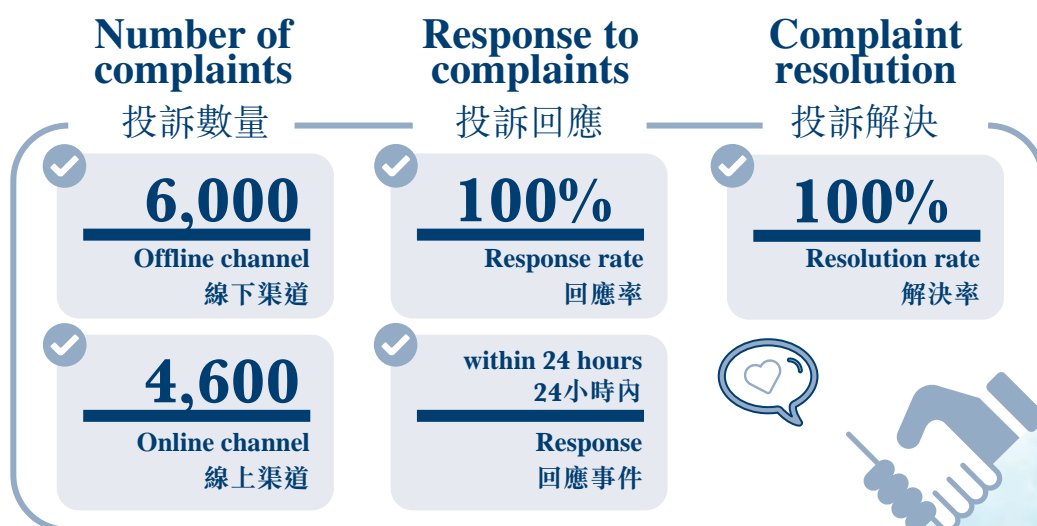 Number of
complaints
投訴數量
6,000
Offline channel
線下渠道
4,600
Online channel
線上渠道
Response to
complaints
投訴回應
100%
Response rate
回應率
within 24 hours
24小時內
Response
回應事件
Complaint
resolution
投訴解決
100%
Resolution rate
解決率